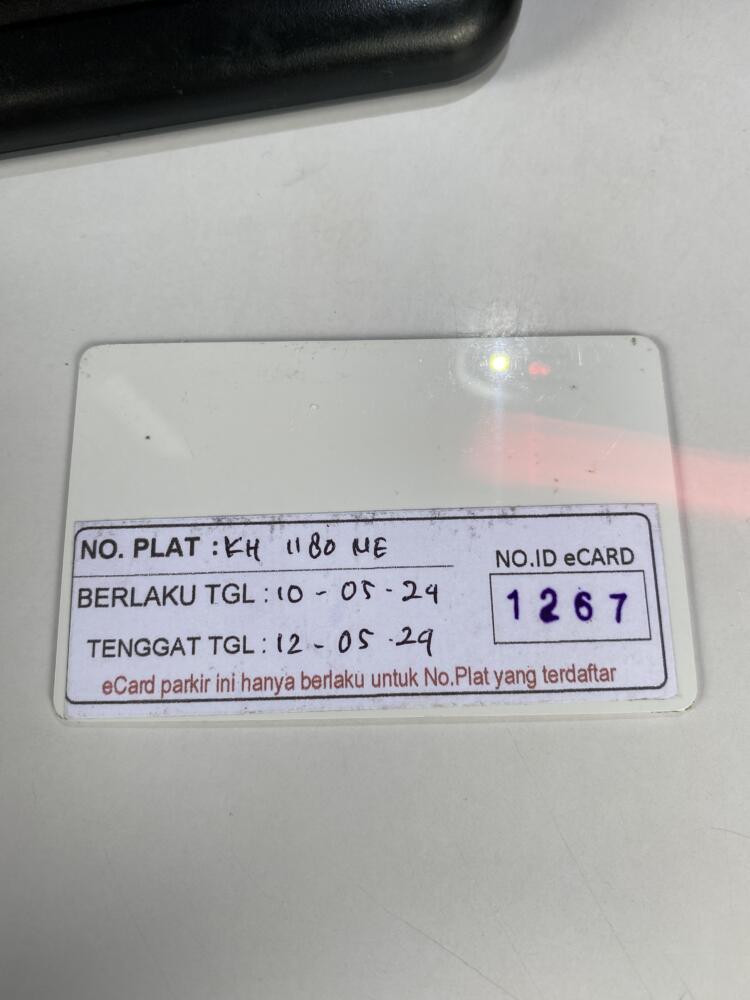 NO. PLAT : KH 1180 NE
NO.ID eCARD
BERLAKU TGL : 10 - 05 - 24
1267
TENGGAT TGL : 12 - 05 - 24
eCard parkir ini hanya berlaku untuk No.Plat yang terdaftar